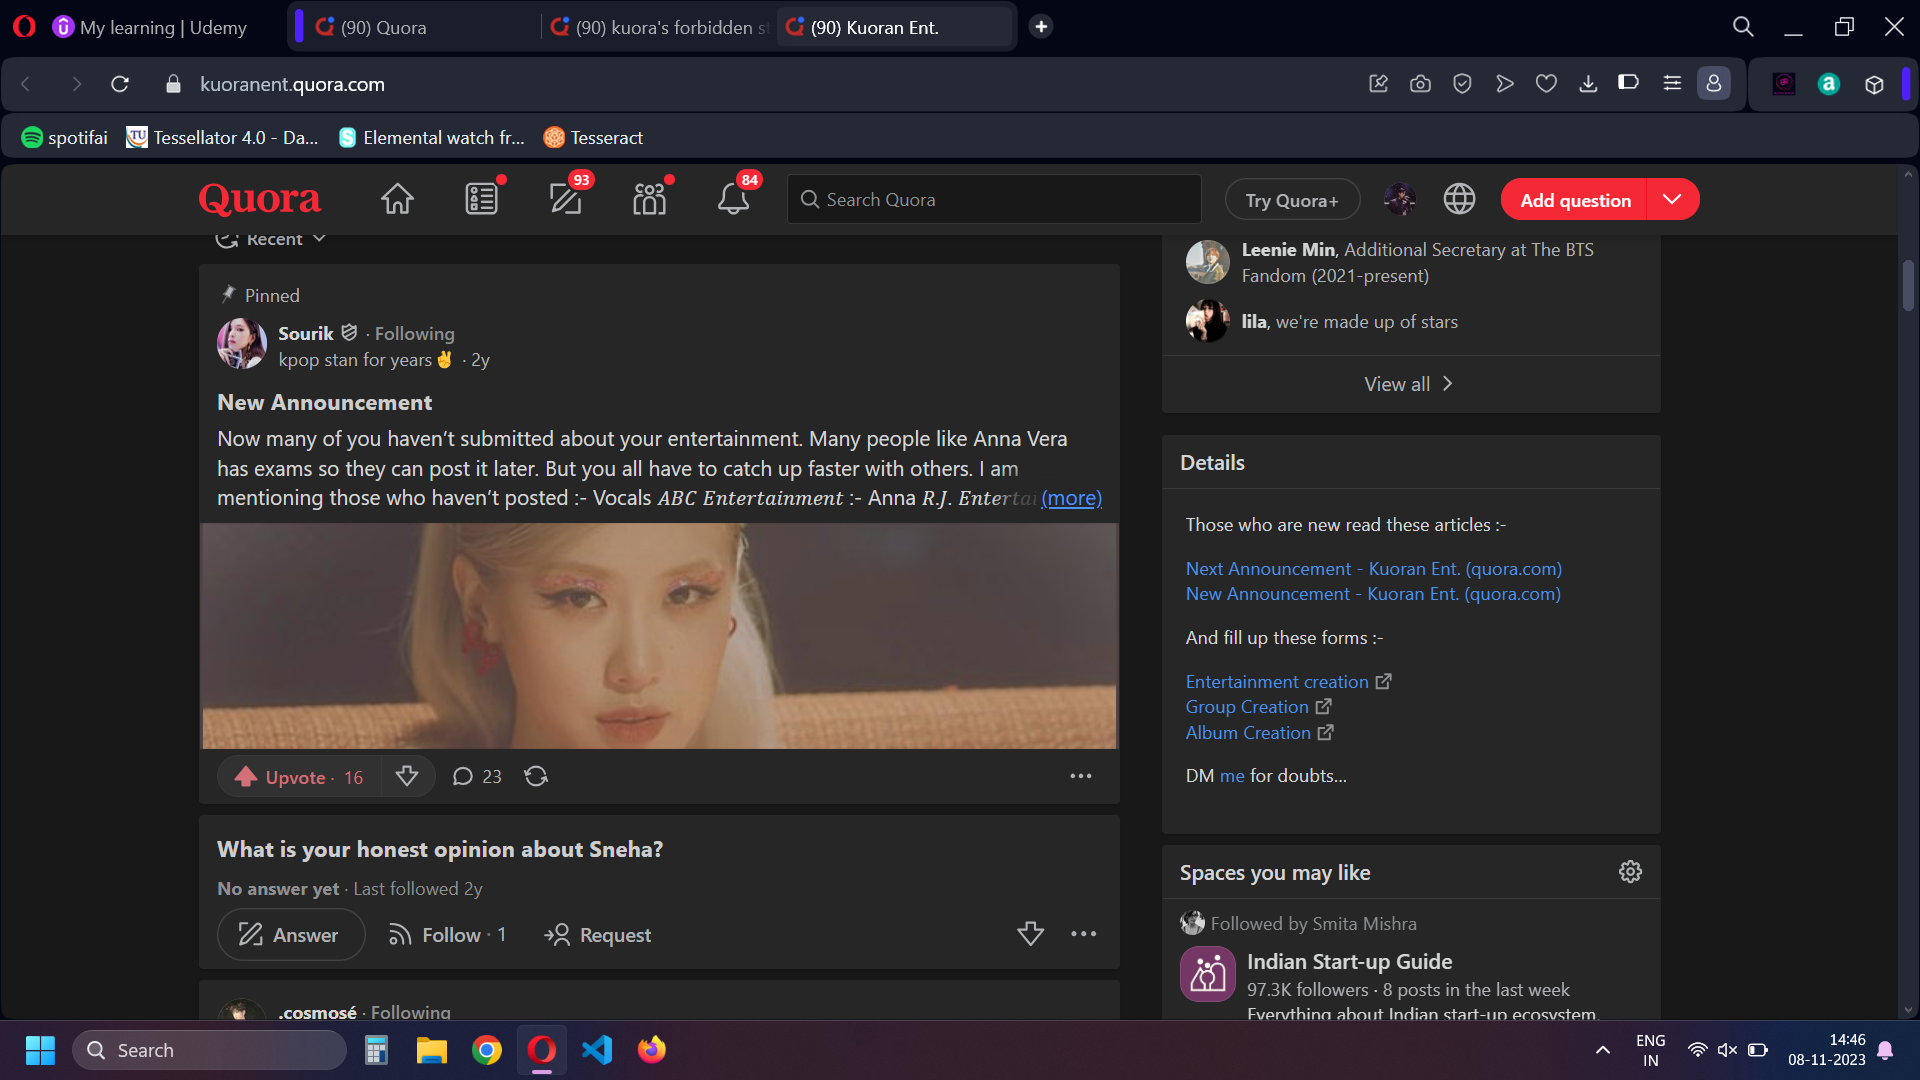 My learning | Udemy
(90) Quora
(90) kuora's forbidden st
(90) Kuoran Ent.
kuoranent.quora.com
spotifai
Tessellator 4.0 - Da...
Elemental watch fr...
Tesseract
Quora
93
84
Search Quora
Try Quora+
Add question
Recent
Pinned
Sourik · Following
kpop stan for years✌ · 2y
New Announcement
Now many of you haven’t submitted about your entertainment. Many people like Anna Vera
has exams so they can post it later. But you all have to catch up faster with others. I am
mentioning those who haven’t posted :- Vocals ABC Entertainment :- Anna R.J. Entertai (more)
Upvote · 16
23
What is your honest opinion about Sneha?
No answer yet · Last followed 2y
Answer
Follow · 1
Request
.cosmosé · Following
Leenie Min, Additional Secretary at The BTS
Fandom (2021-present)
lila, we're made up of stars
View all
Details
Those who are new read these articles :-
Next Announcement - Kuoran Ent. (quora.com)
New Announcement - Kuoran Ent. (quora.com)
And fill up these forms :-
Entertainment creation
Group Creation
Album Creation
DM me for doubts...
Spaces you may like
Followed by Smita Mishra
Indian Start-up Guide
97.3K followers · 8 posts in the last week
Everything about Indian start-up ecosystem.
Search
ENG
IN
14:46
08-11-2023